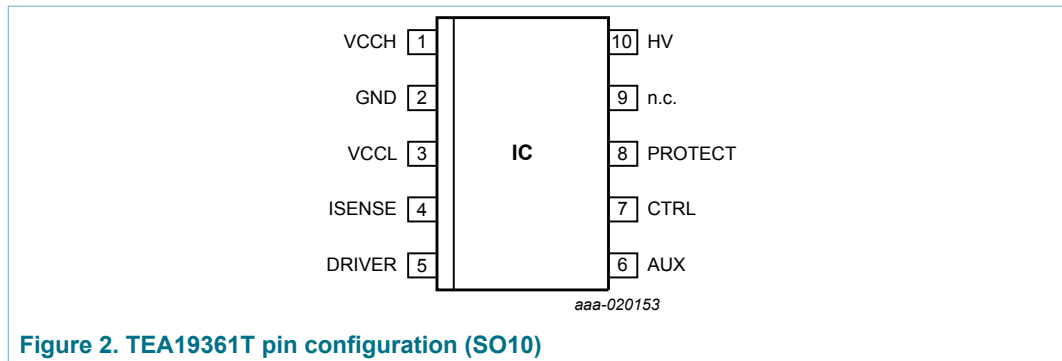 VCCH 1
10 HV
GND 2
9 n.c.
VCCL 3
IC
8 PROTECT
ISENSE 4
7 CTRL
DRIVER 5
6 AUX
aaa-020153
Figure 2. TEA19361T pin configuration (SO10)